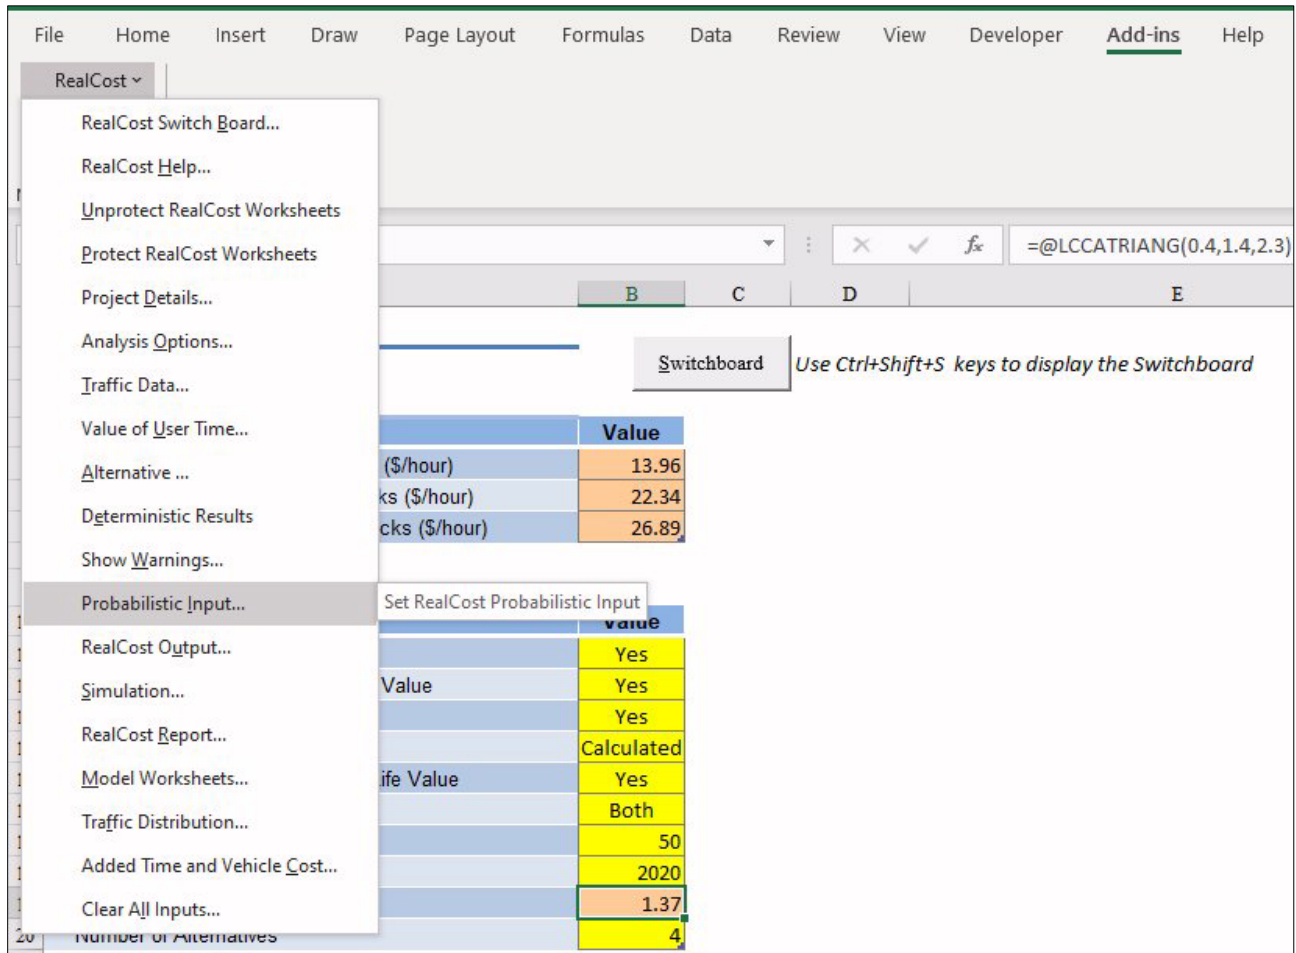 File Home Insert Draw Page Layout Formulas Data Review View Developer Add-ins Help
RealCost
RealCost Switch Board...
RealCost Help...
Unprotect RealCost Worksheets
Protect RealCost Worksheets
=@LCCATRIANG(0.4,1.4,2.3)
Project Details...
B C D E
Analysis Options...
Switchboard Use Ctrl+Shift+S keys to display the Switchboard
Traffic Data...
Value of User Time...
Value
Alternative ...
($/hour) 13.96
($/hour) 22.34
Deterministic Results
($/hour) 26.89
Show Warnings...
Probabilistic Input...
Set RealCost Probabilistic Input
Value
RealCost Output...
Yes
Simulation...
Value Yes
RealCost Report...
Yes
Calculated
Model Worksheets...
Value Yes
Traffic Distribution...
Both
50
Added Time and Vehicle Cost...
2020
Clear All Inputs...
1.37
20 Number of Alternatives 4